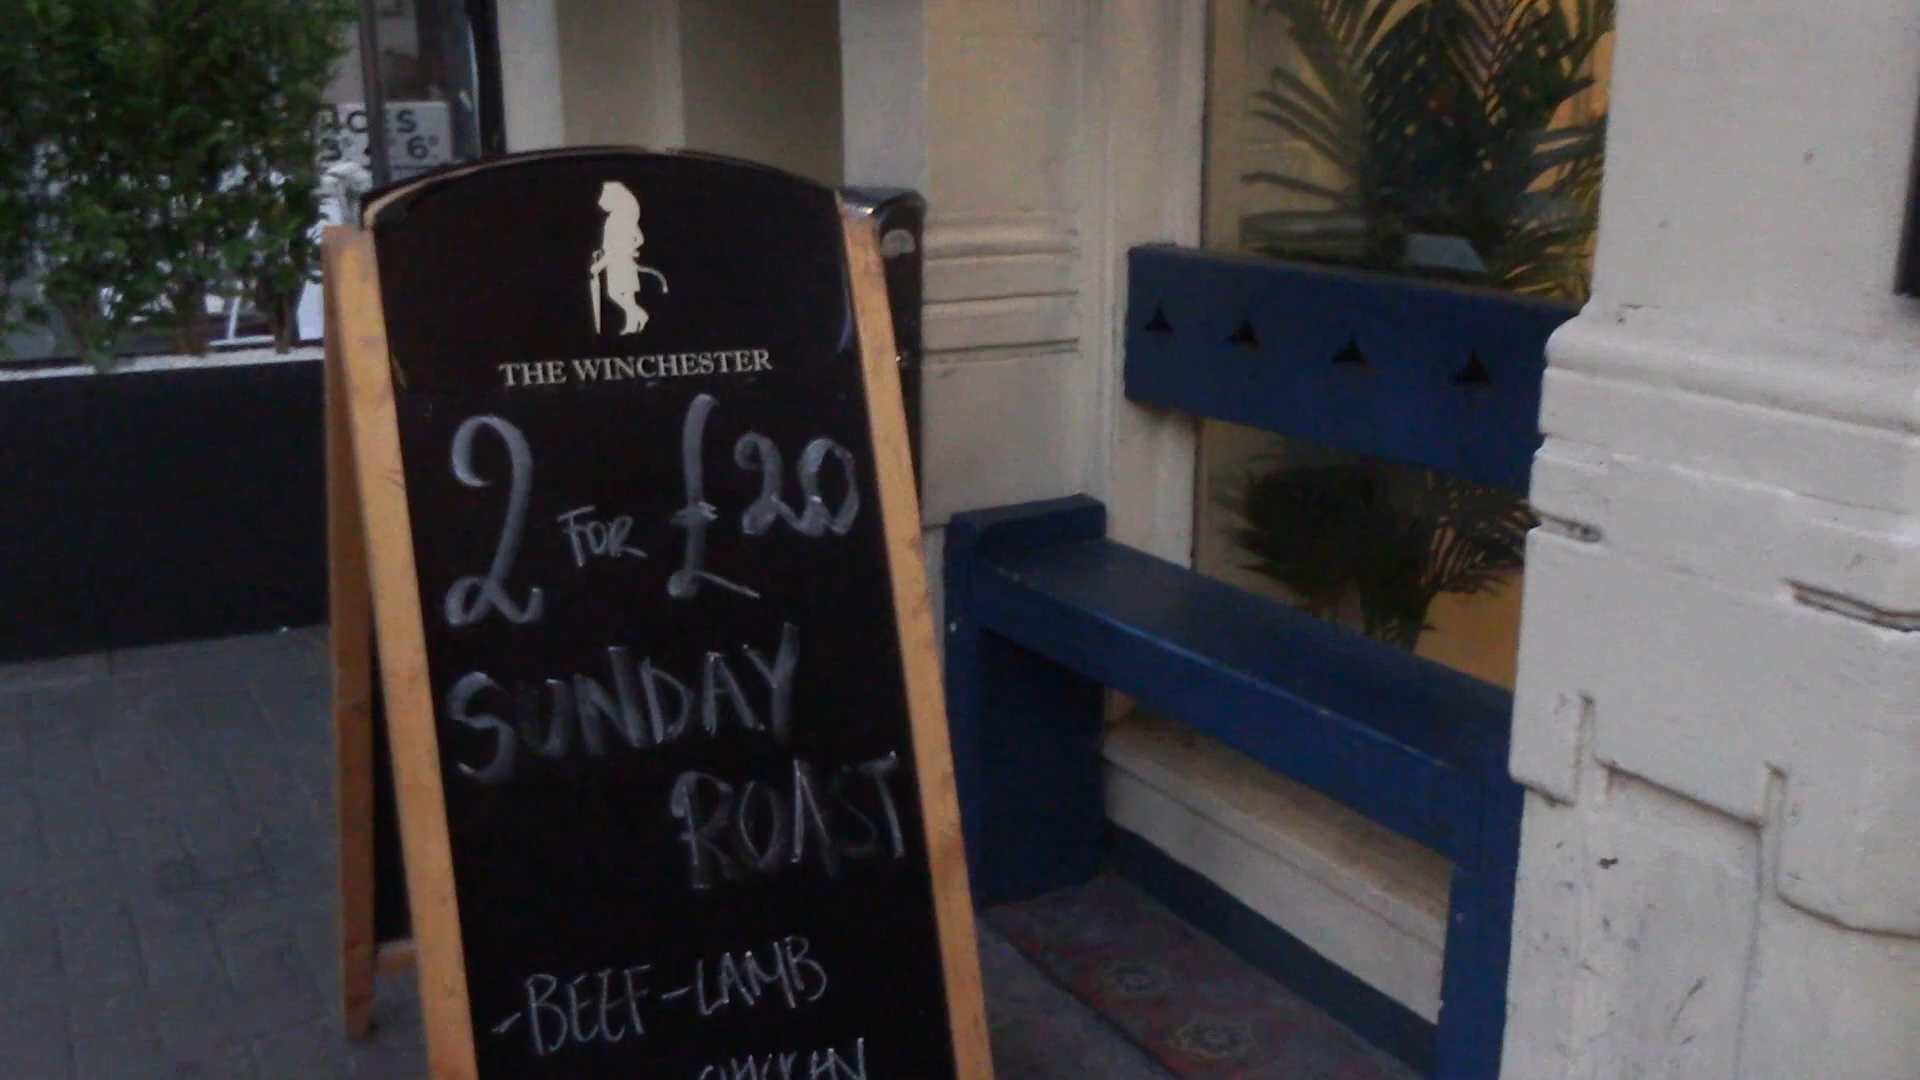 THE WINCHESTER
2 FOR £20
SUNDAY
ROAST
-BEEF-LAMB